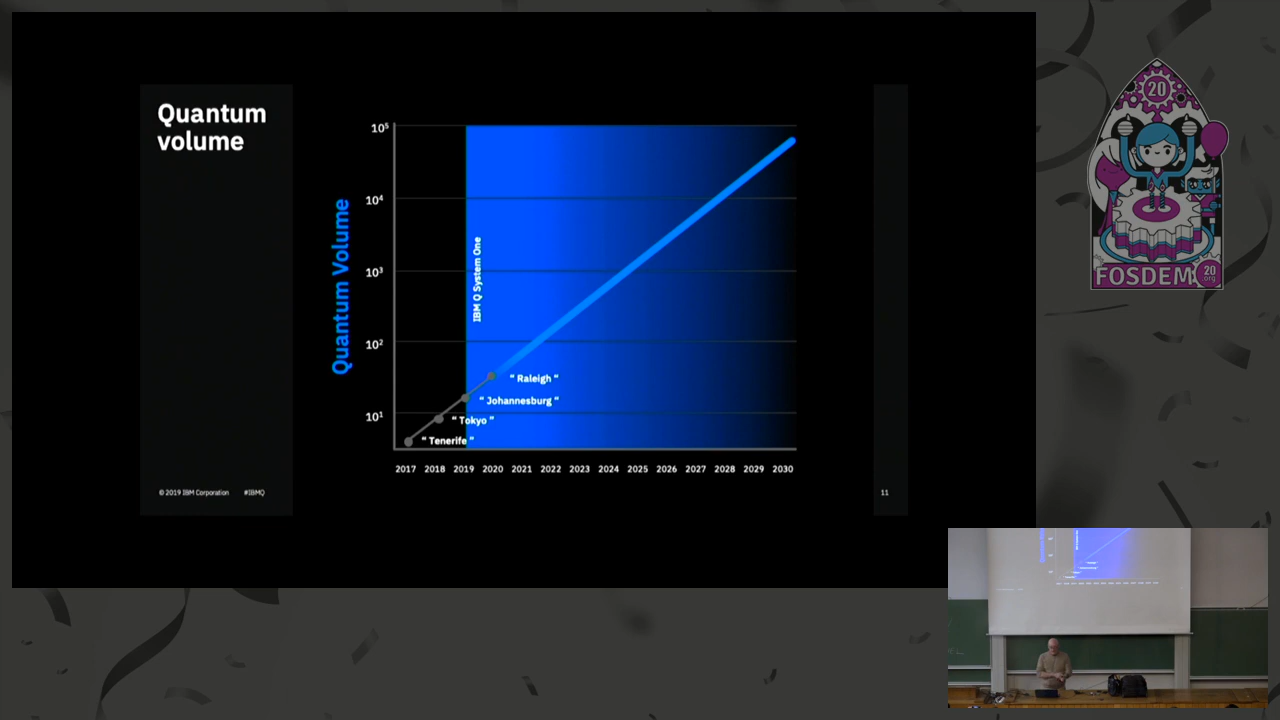 Quantum
volume
10⁵
10⁴
10³
10²
10¹
Quantum Volume
IBM Q System One
" Raleigh "
" Johannesburg "
" Tokyo "
" Tenerife "
2017 2018 2019 2020 2021 2022 2023 2024 2025 2026 2027 2028 2029 2030
© 2019 IBM Corporation #IBMQ
11
20
FOSDEM
20
.org